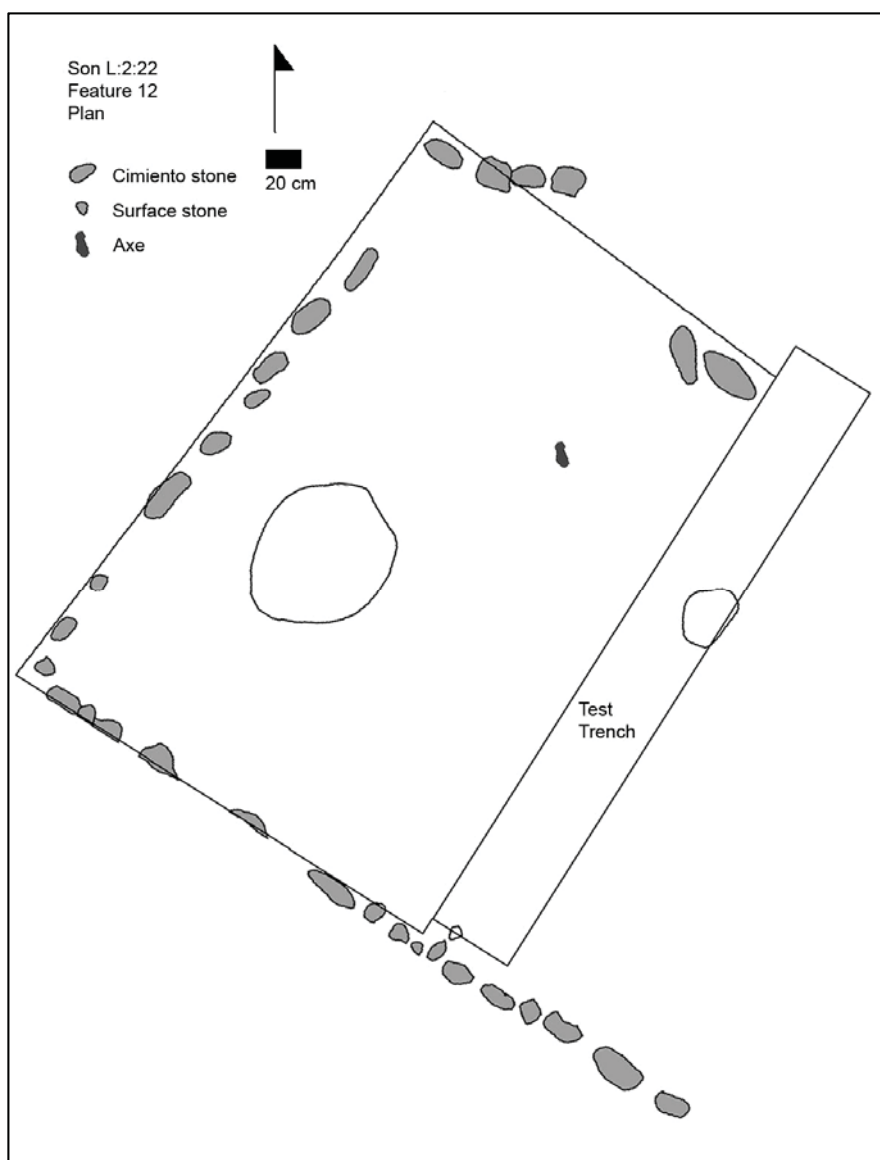 Son L:2:22
Feature 12
Plan
20 cm
Cimiento stone
Surface stone
Axe
Test
Trench